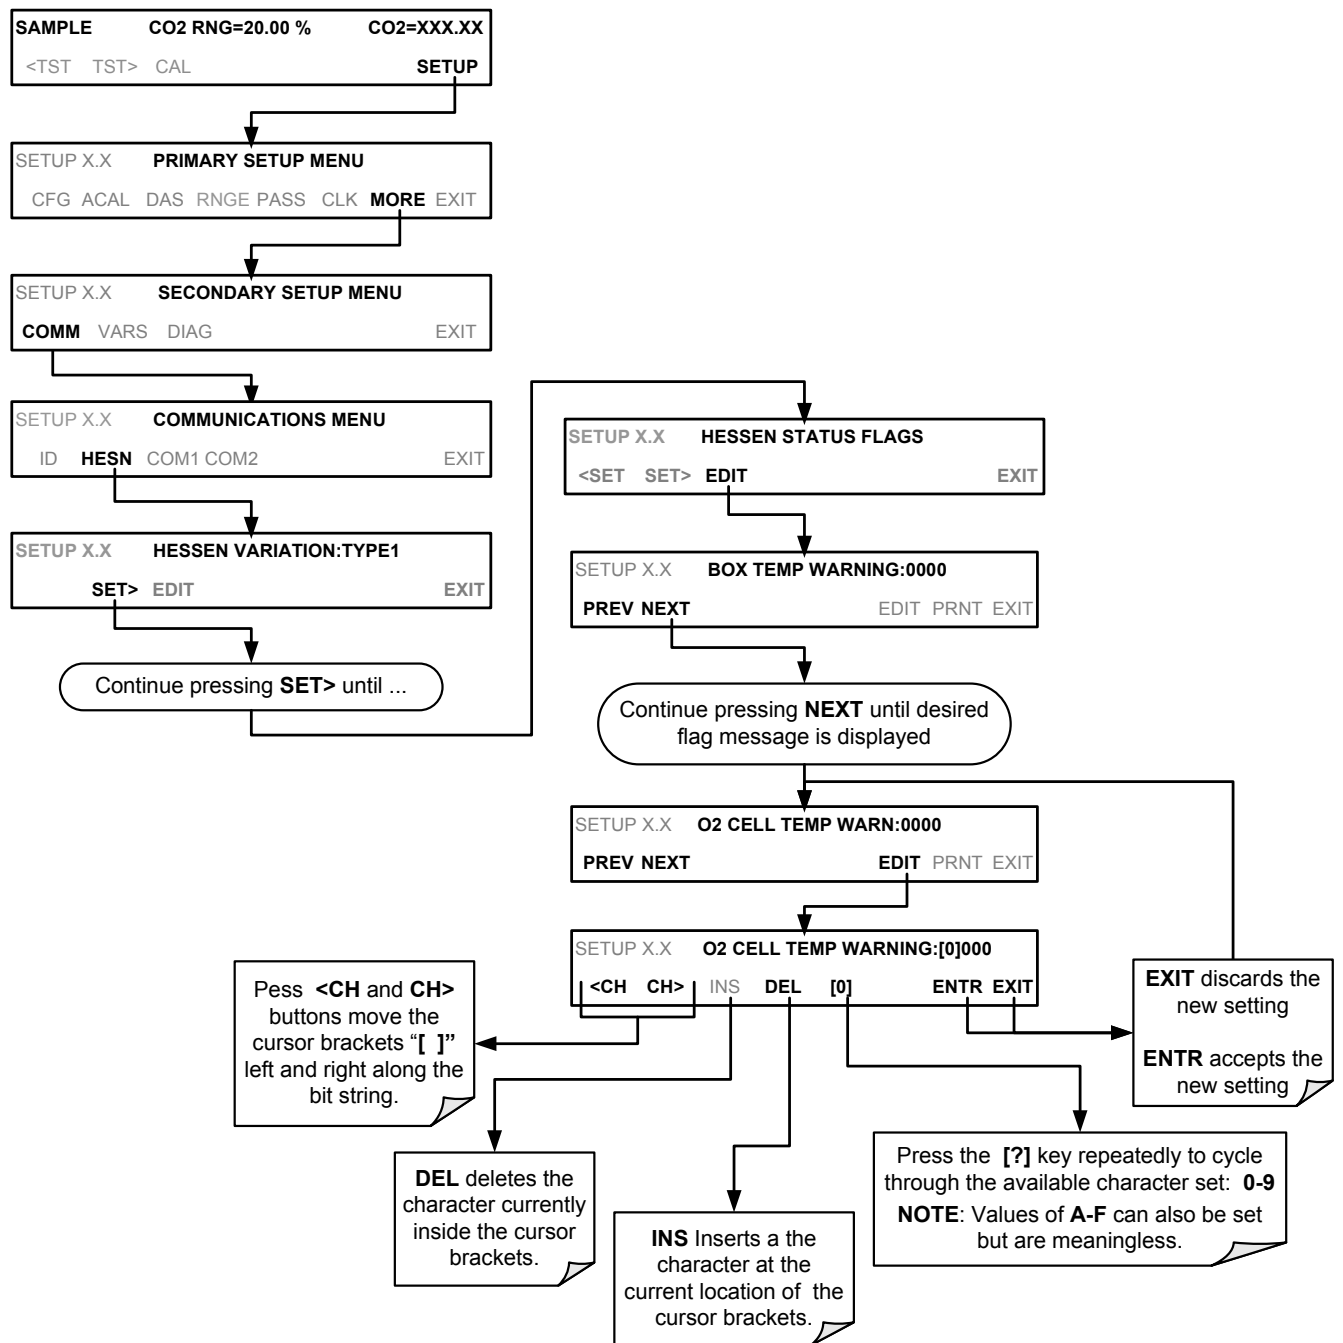 SAMPLE CO2 RNG=20.00 % CO2=XXX.XX
<TST TST> CAL SETUP
SETUP X.X PRIMARY SETUP MENU
CFG ACAL DAS RNGE PASS CLK MORE EXIT
SETUP X.X SECONDARY SETUP MENU
COMM VARS DIAG EXIT
SETUP X.X COMMUNICATIONS MENU
ID HESN COM1 COM2 EXIT
SETUP X.X HESSEN VARIATION:TYPE1
SET> EDIT EXIT
Continue pressing SET> until ...
SETUP X.X HESSEN STATUS FLAGS
<SET SET> EDIT EXIT
SETUP X.X BOX TEMP WARNING:0000
PREV NEXT EDIT PRNT EXIT
Continue pressing NEXT until desired
flag message is displayed
SETUP X.X O2 CELL TEMP WARN:0000
PREV NEXT EDIT PRNT EXIT
SETUP X.X O2 CELL TEMP WARNING:[0]000
<CH CH> INS DEL [0] ENTR EXIT
Pess <CH and CH>
buttons move the
cursor brackets “[ ]”
left and right along the
bit string.
DEL deletes the
character currently
inside the cursor
brackets.
INS Inserts a the
character at the
current location of the
cursor brackets.
Press the [?] key repeatedly to cycle
through the available character set: 0-9
NOTE: Values of A-F can also be set
but are meaningless.
EXIT discards the
new setting
ENTR accepts the
new setting